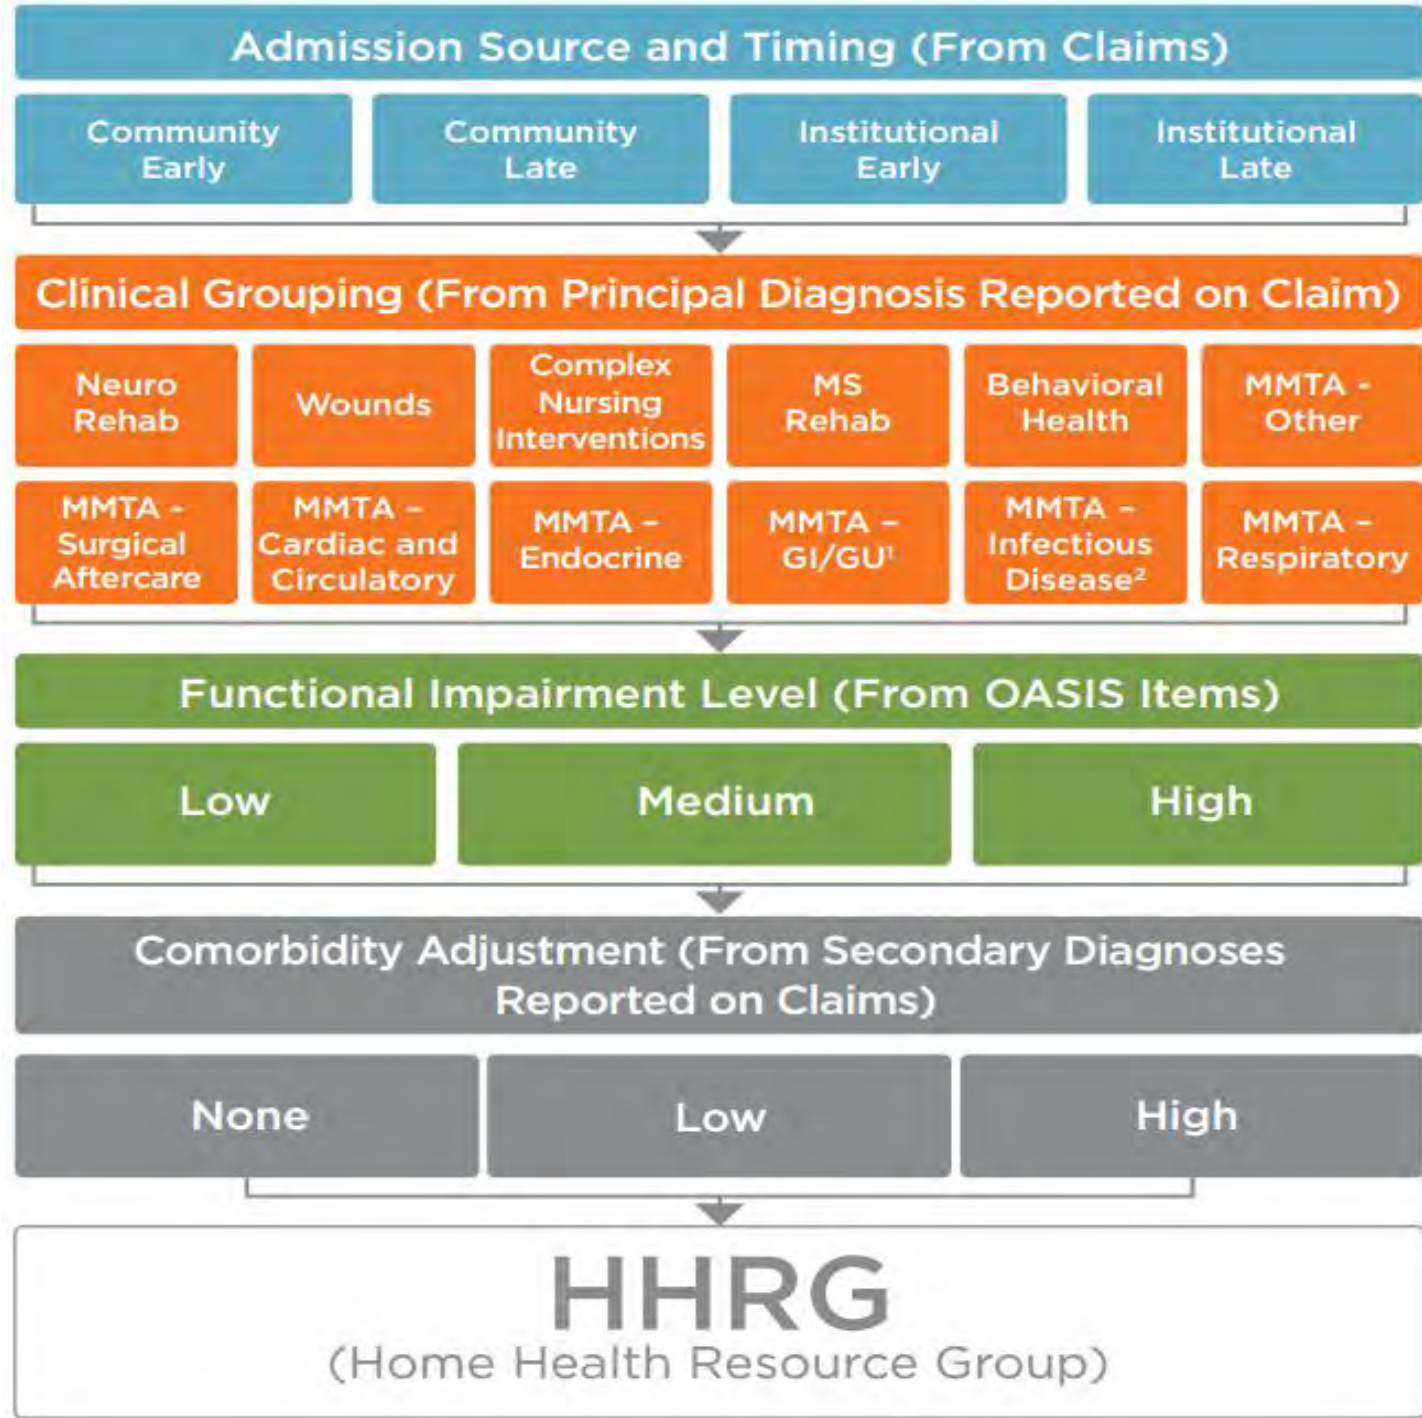 Admission Source and Timing (From Claims)
Community
Early
Community
Late
Institutional
Early
Institutional
Late
Clinical Grouping (From Principal Diagnosis Reported on Claim)
Neuro
Rehab
Wounds
Complex
Nursing
Interventions
MS
Rehab
Behavioral
Health
MMTA -
Other
MMTA -
Surgical
Aftercare
MMTA –
Cardiac and
Circulatory
MMTA –
Endocrine
MMTA –
GI/GU¹
MMTA –
Infectious
Disease²
MMTA –
Respiratory
Functional Impairment Level (From OASIS Items)
Low
Medium
High
Comorbidity Adjustment (From Secondary Diagnoses
Reported on Claims)
None
Low
High
HHRG
(Home Health Resource Group)